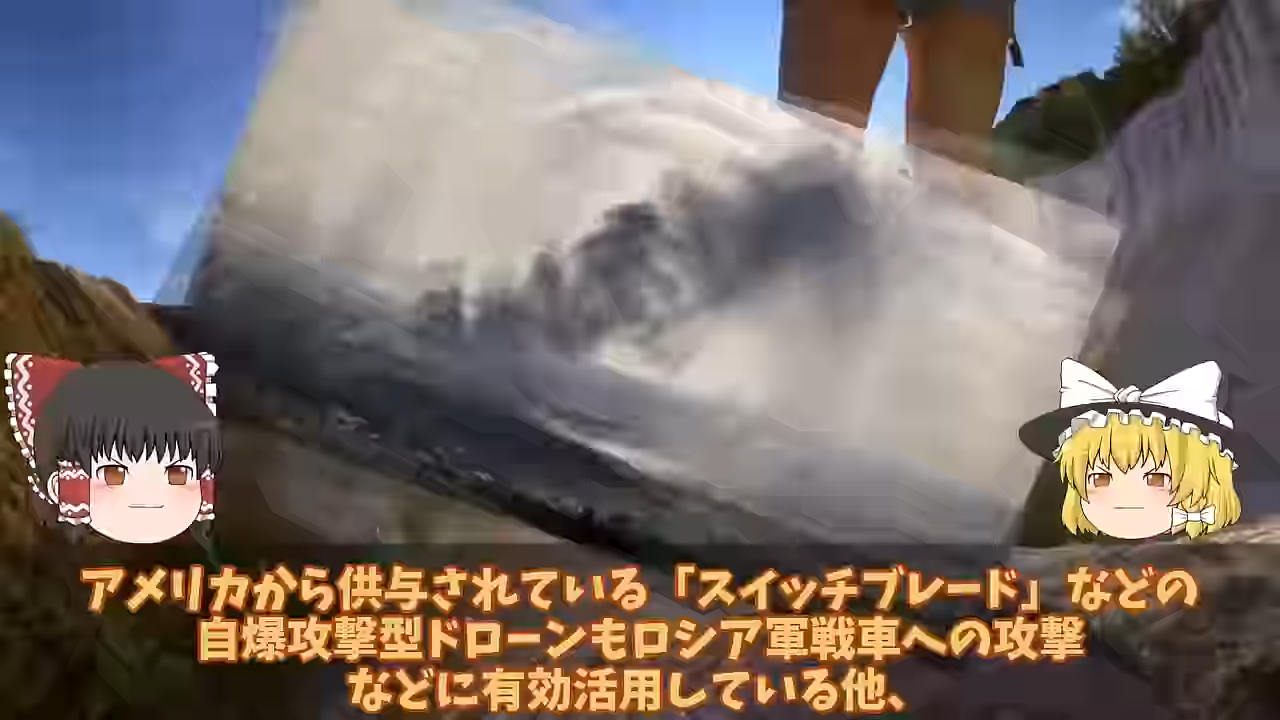 アメリカから供与されている「スイッチブレード」などの
自爆攻撃型ドローンもロシア軍戦車への攻撃
などに有効活用している他、